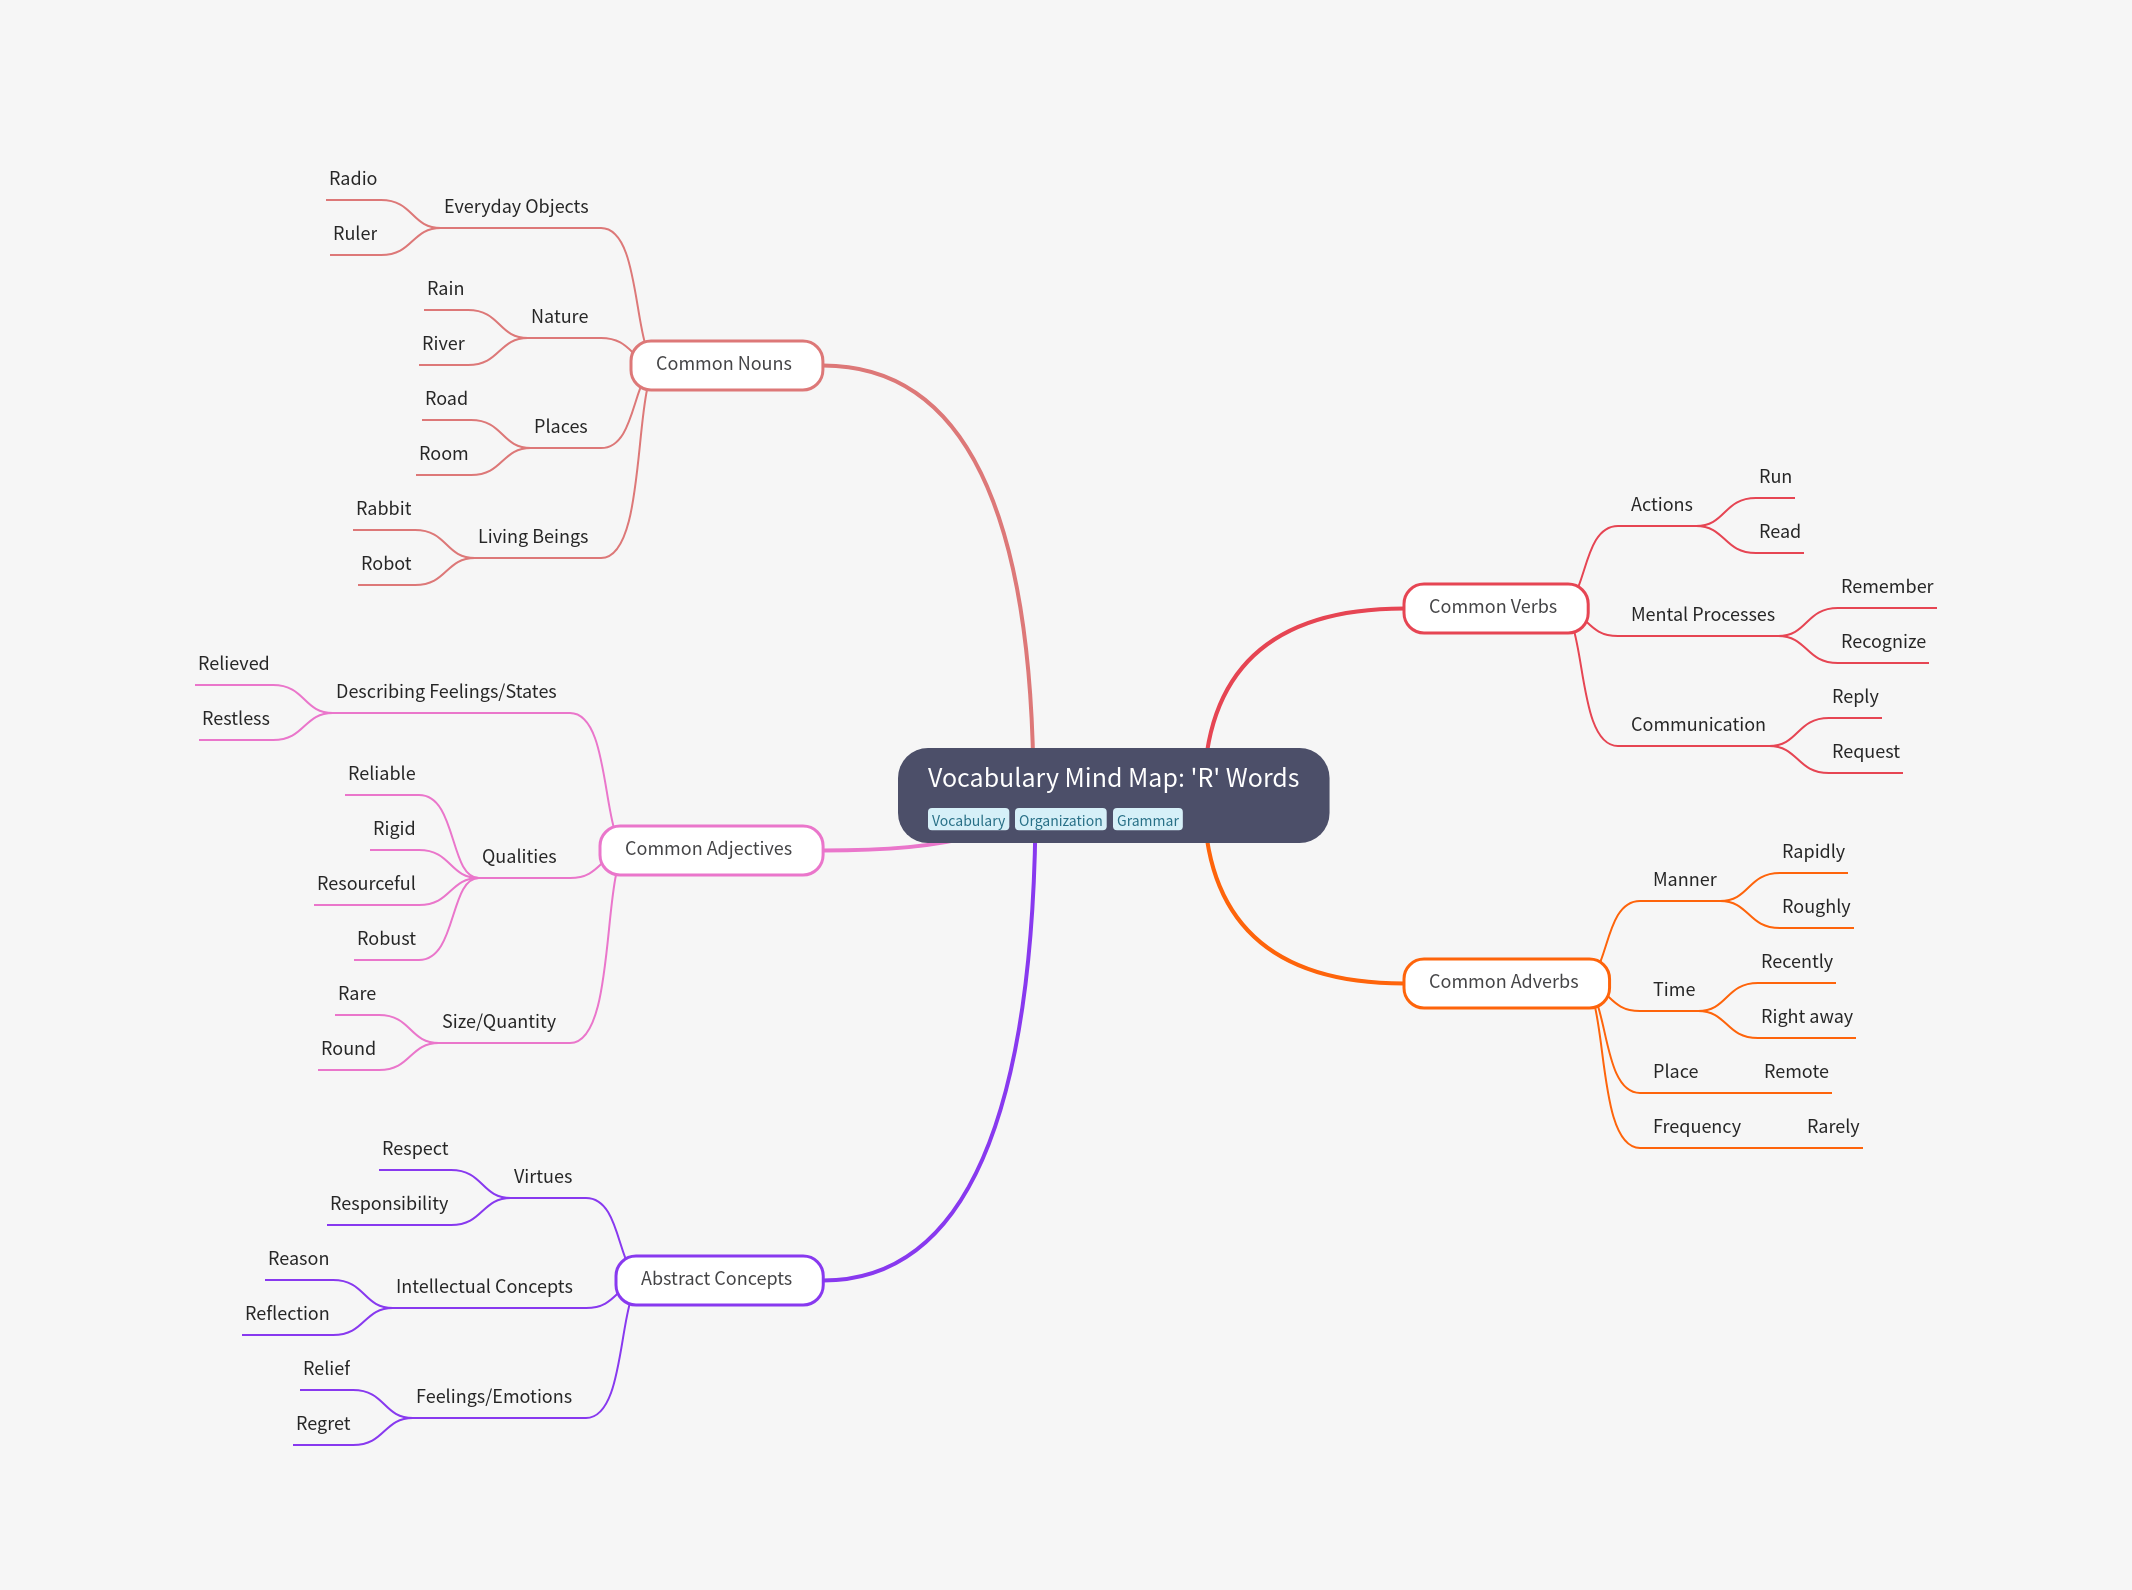 Vocabulary Mind Map: 'R' Words
Vocabulary Organization Grammar
Common Nouns
Everyday Objects
Radio
Ruler
Nature
Rain
River
Places
Road
Room
Living Beings
Rabbit
Robot
Common Adjectives
Describing Feelings/States
Relieved
Restless
Qualities
Reliable
Rigid
Resourceful
Robust
Size/Quantity
Rare
Round
Abstract Concepts
Virtues
Respect
Responsibility
Intellectual Concepts
Reason
Reflection
Feelings/Emotions
Relief
Regret
Common Verbs
Actions
Run
Read
Mental Processes
Remember
Recognize
Communication
Reply
Request
Common Adverbs
Manner
Rapidly
Roughly
Time
Recently
Right away
Place
Remote
Frequency
Rarely